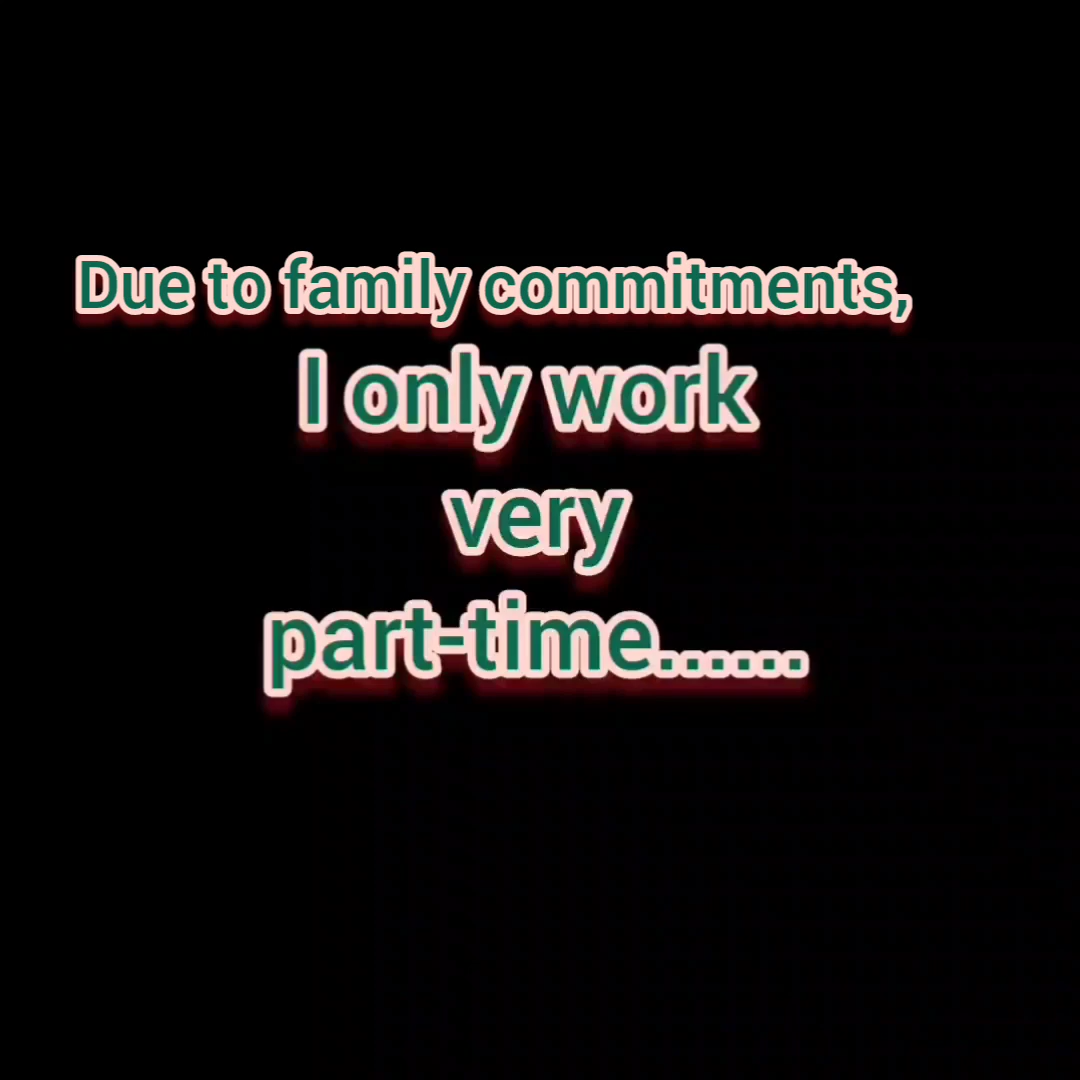 Due to family commitments,
I only work
very
part-time......